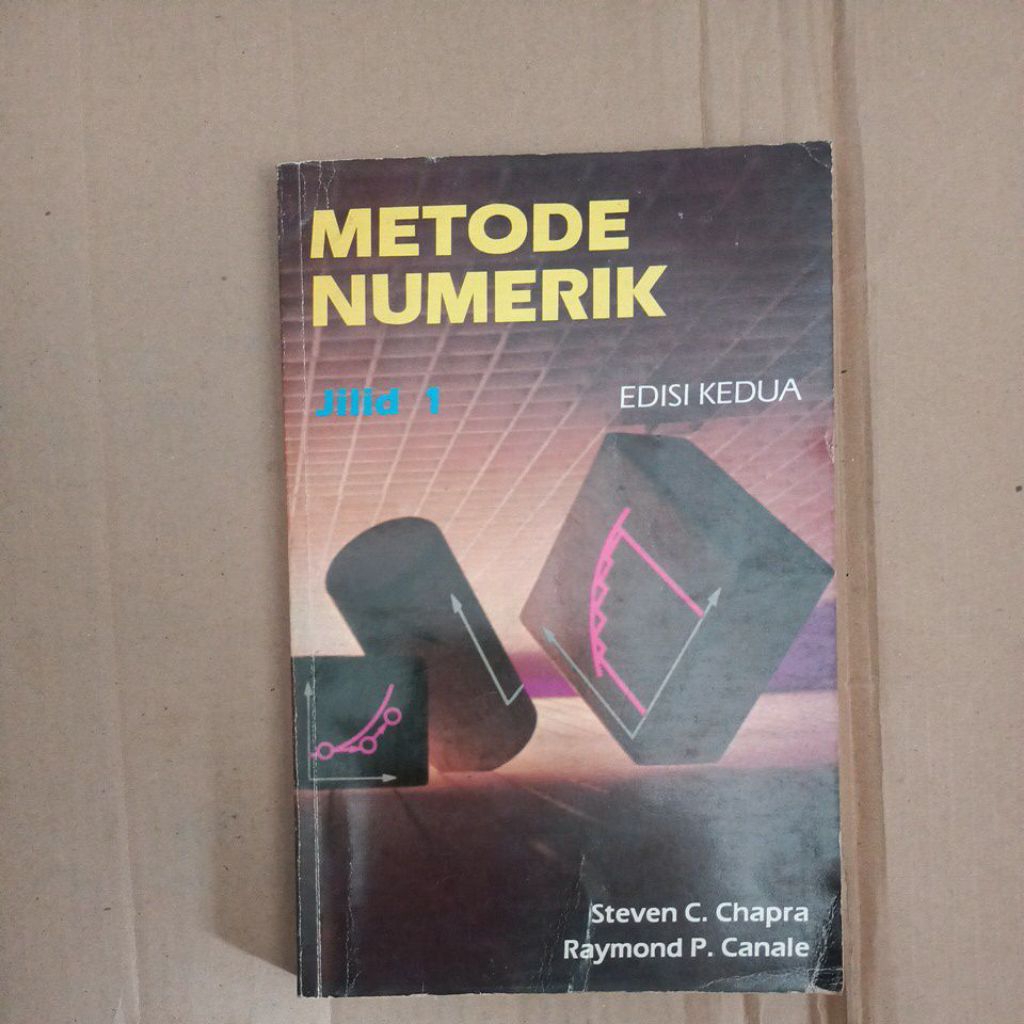 METODE
NUMERIK
Jilid 1
EDISI KEDUA
Steven C. Chapra
Raymond P. Canale